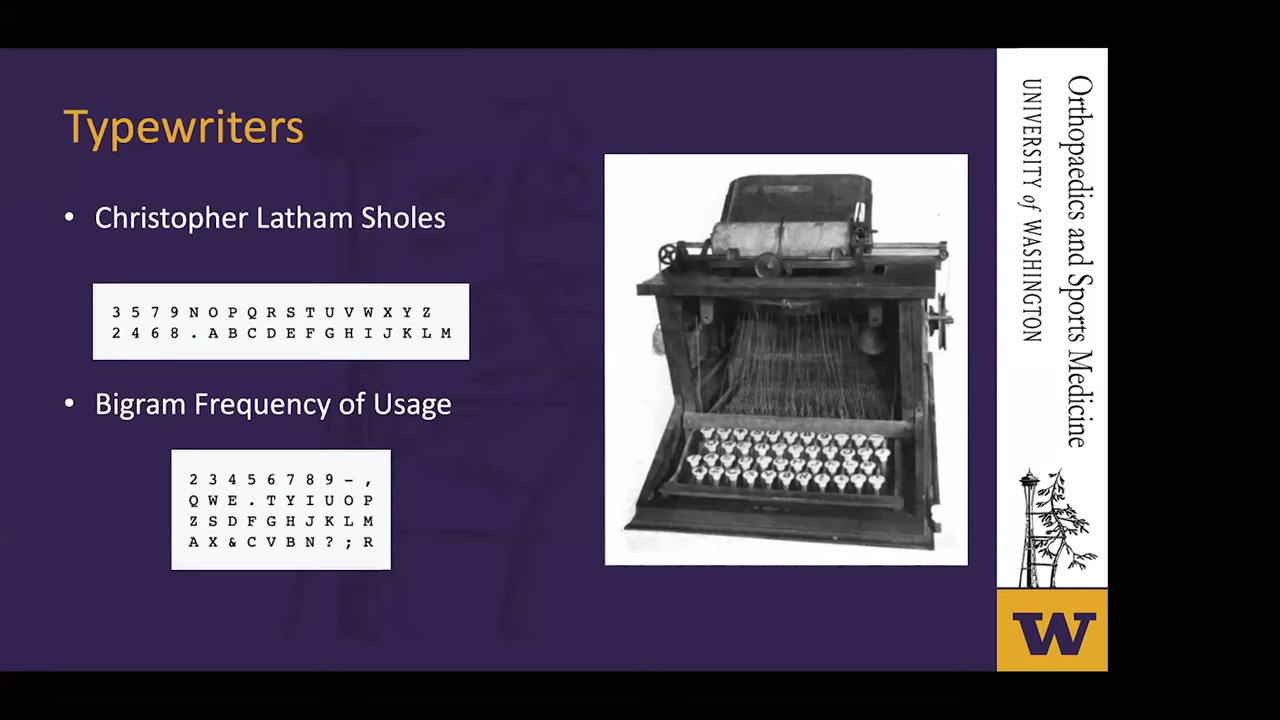 Typewriters
• Christopher Latham Sholes
3 5 7 9 N O P Q R S T U V W X Y Z
2 4 6 8 . A B C D E F G H I J K L M
• Bigram Frequency of Usage
2 3 4 5 6 7 8 9 – ,
Q W E . T Y I U O P
Z S D F G H J K L M
A X & C V B N ? ; R
Orthopaedics and Sports Medicine
UNIVERSITY of WASHINGTON
W